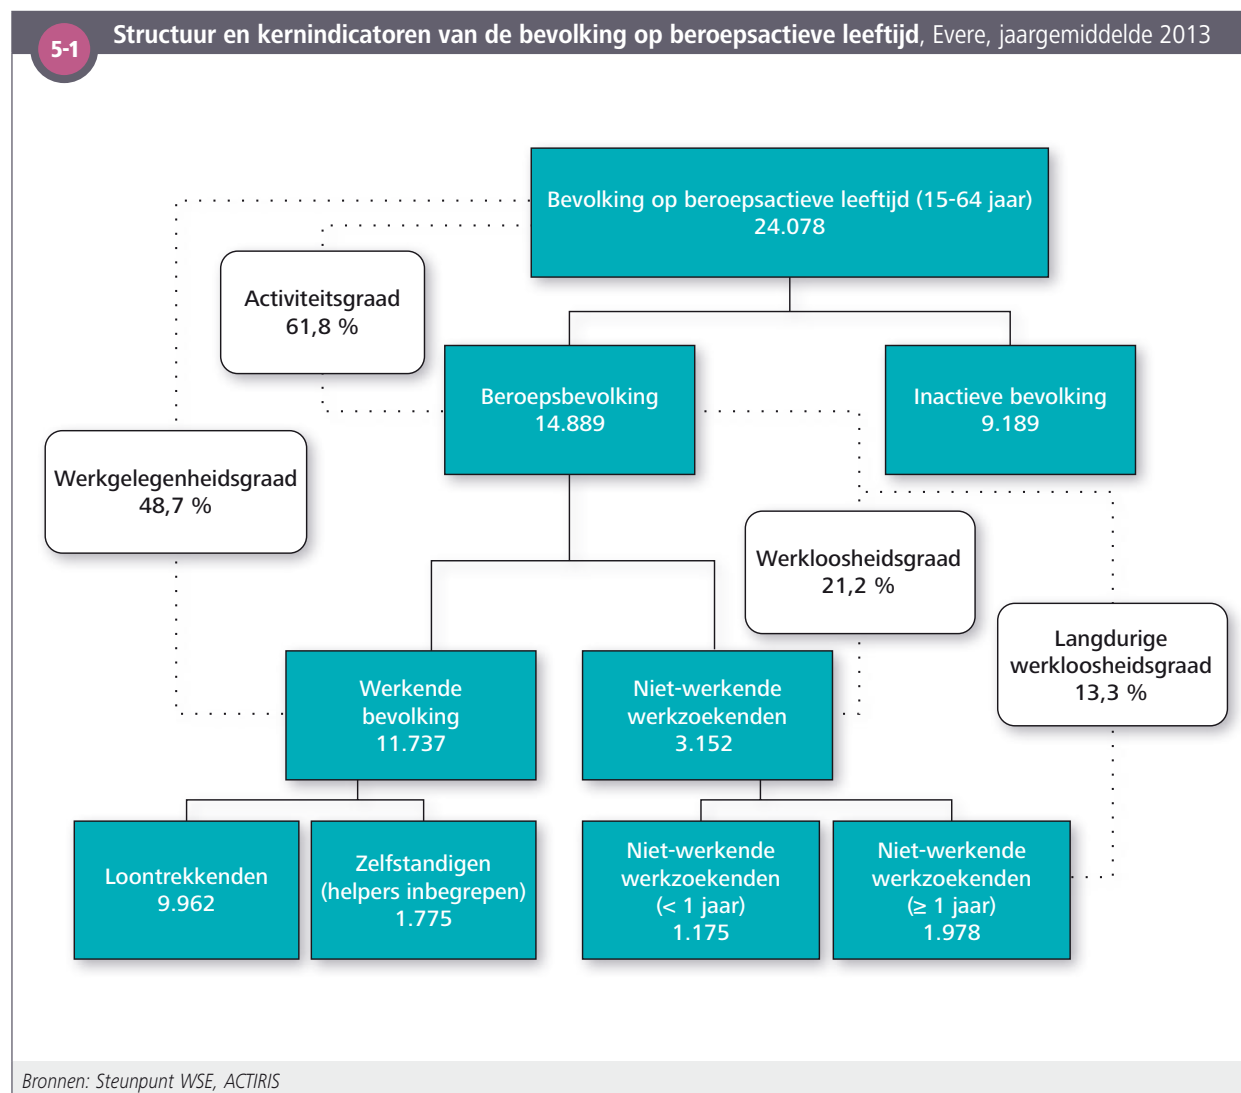 5-1
Structuur en kernindicatoren van de bevolking op beroepsactieve leeftijd, Evere, jaargemiddelde 2013
Bevolking op beroepsactieve leeftijd (15-64 jaar)
24.078
Activiteitsgraad
61,8 %
Beroepsbevolking
14.889
Inactieve bevolking
9.189
Werkgelegenheidsgraad
48,7 %
Werkloosheidsgraad
21,2 %
Langdurige
werkloosheidsgraad
13,3 %
Werkende
bevolking
11.737
Niet-werkende
werkzoekenden
3.152
Loontrekkenden
9.962
Zelfstandigen
(helpers inbegrepen)
1.775
Niet-werkende
werkzoekenden
(< 1 jaar)
1.175
Niet-werkende
werkzoekenden
(≥ 1 jaar)
1.978
Bronnen: Steunpunt WSE, ACTIRIS